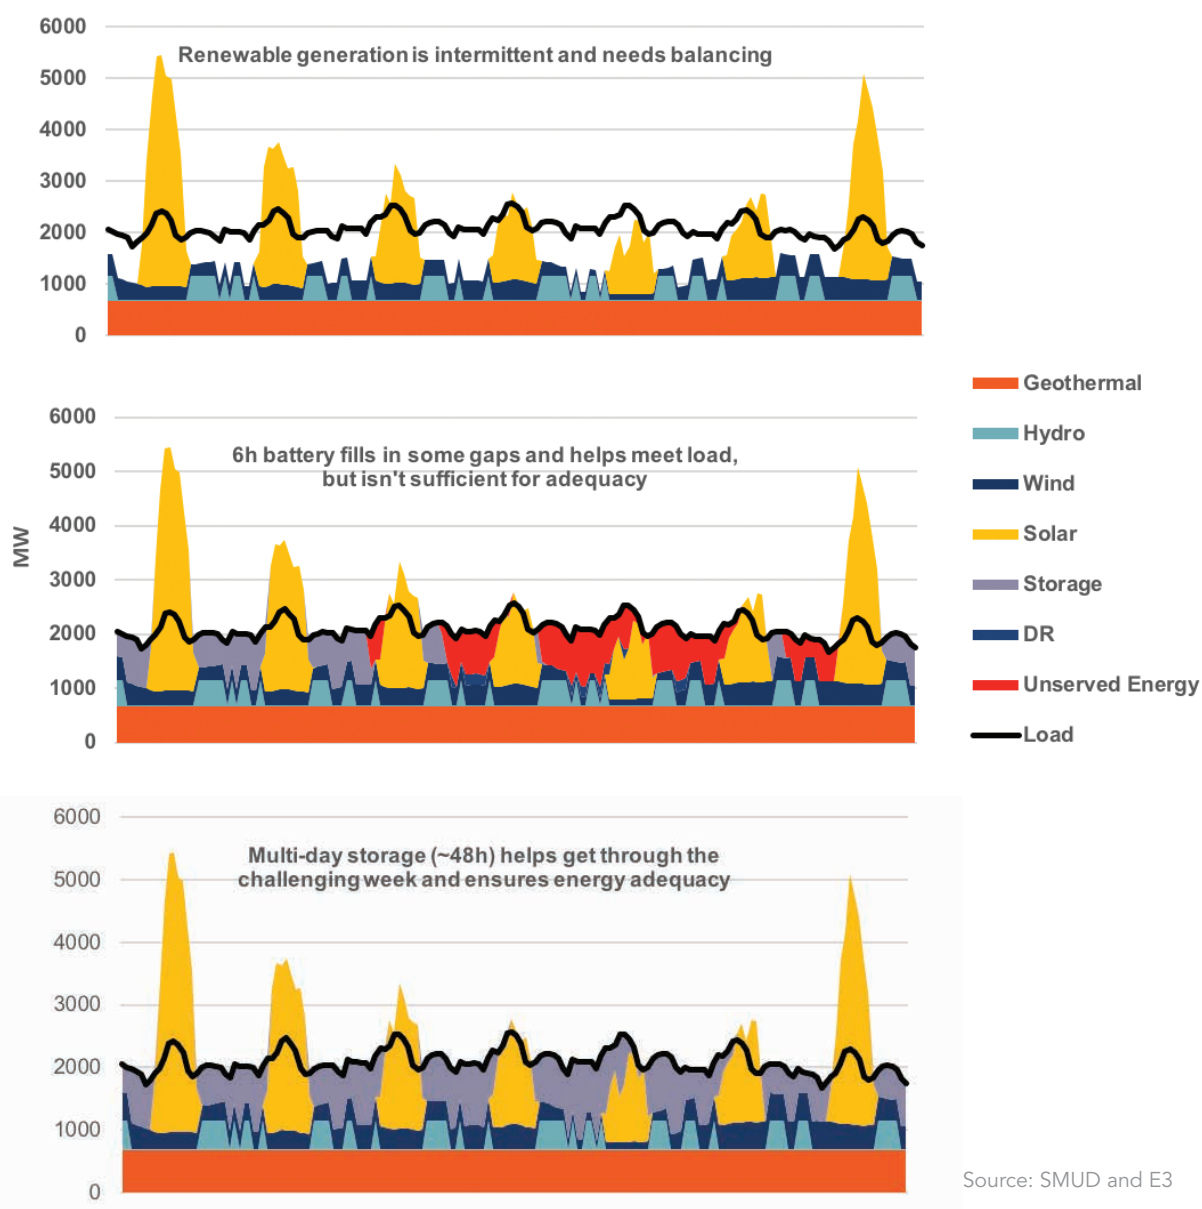 6000
Renewable generation is intermittent and needs balancing
5000
4000
3000
2000
1000
0
6000
6h battery fills in some gaps and helps meet load,
but isn't sufficient for adequacy
5000
4000
3000
2000
1000
0
MW
Geothermal
Hydro
Wind
Solar
Storage
DR
Unserved Energy
Load
6000
Multi-day storage (~48h) helps get through the
challenging week and ensures energy adequacy
5000
4000
3000
2000
1000
0
Source: SMUD and E3